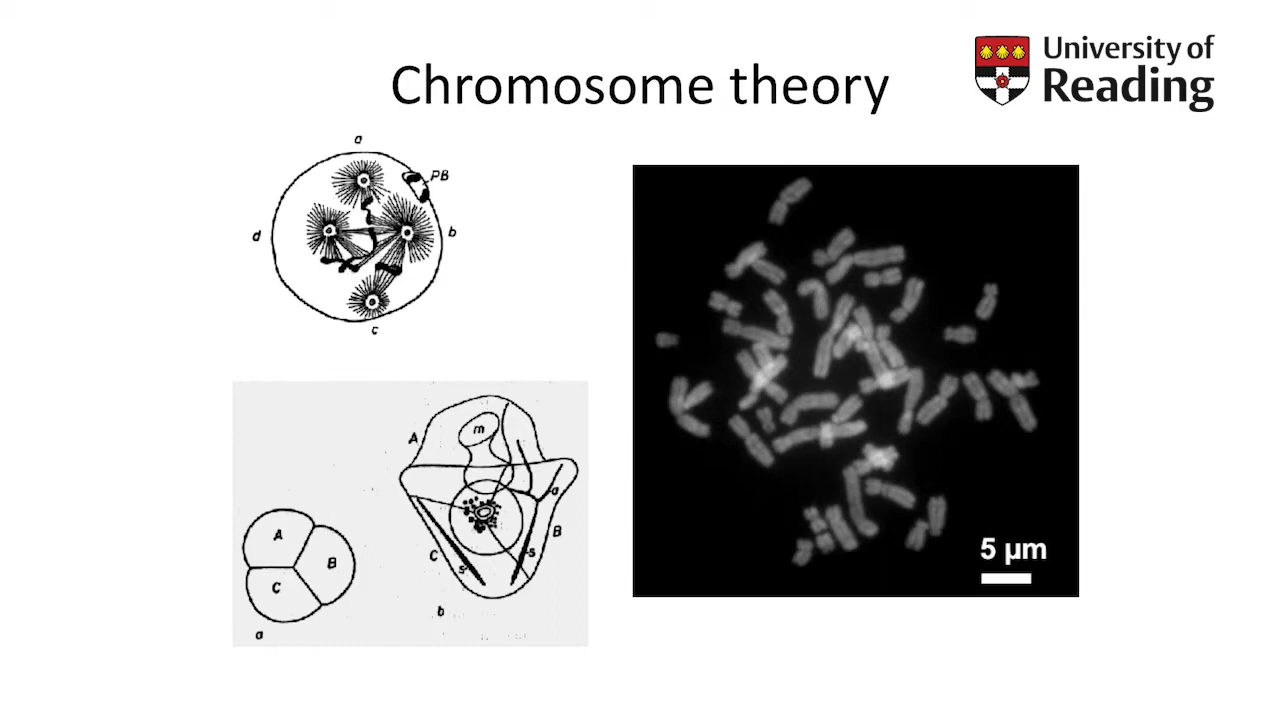 Chromosome theory
University of
Reading
a
PB
d
b
c
A
m
a
B
C
s
s
b
A
B
C
a
5 µm